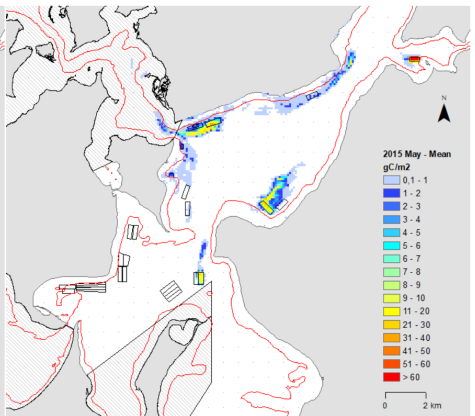 N
2015 May - Mean
gC/m2
0,1 - 1
1 - 2
2 - 3
3 - 4
4 - 5
5 - 6
6 - 7
7 - 8
8 - 9
9 - 10
11 - 20
21 - 30
31 - 40
41 - 50
51 - 60
> 60
0 2 km